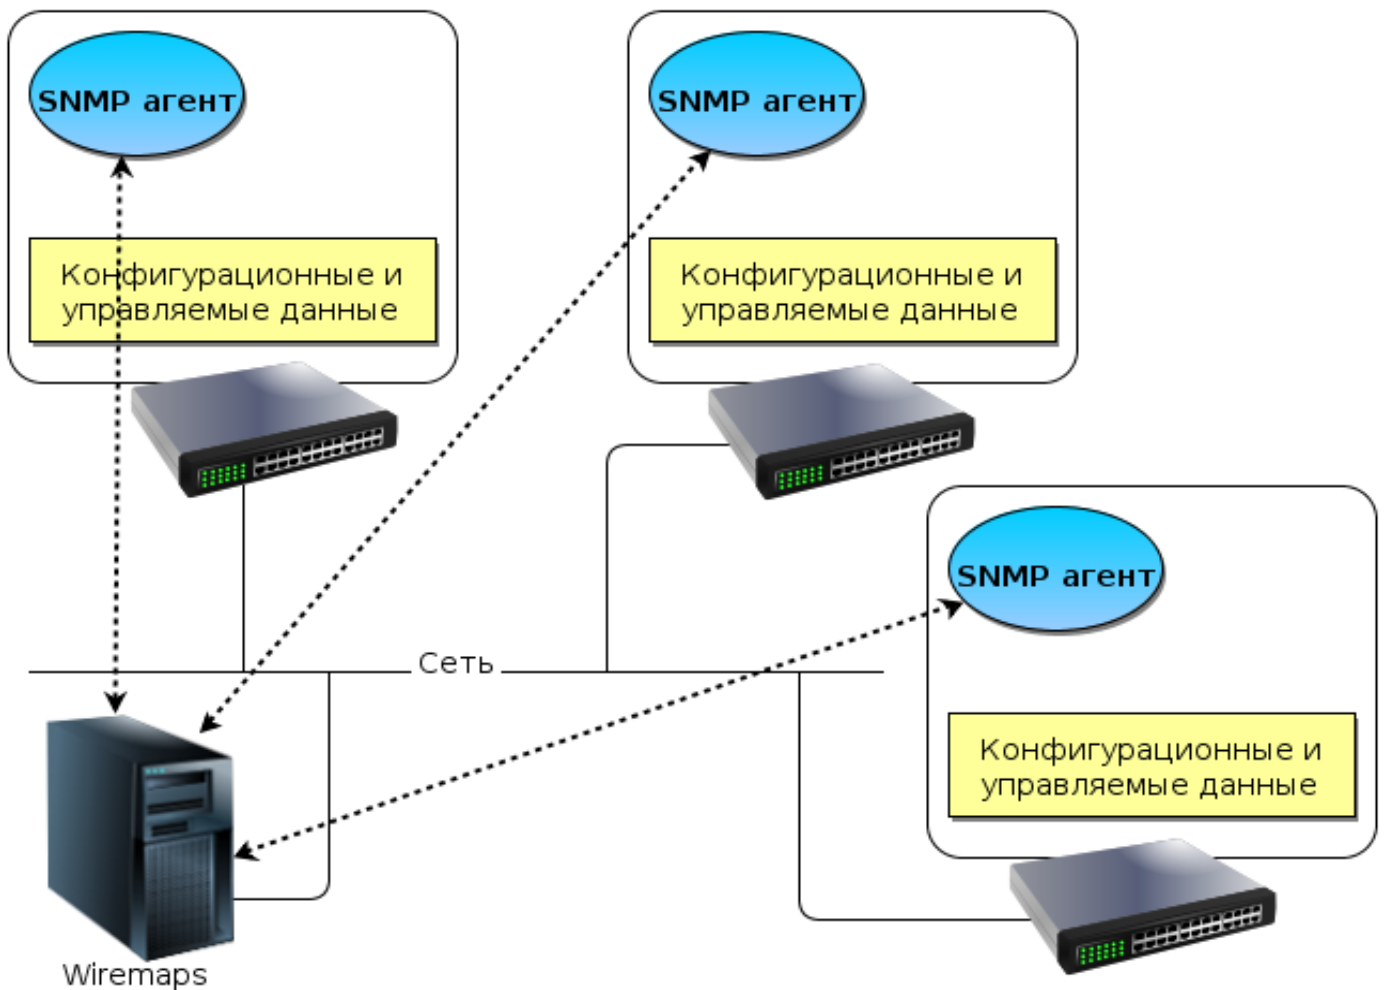 SNMP агент
SNMP агент
Конфигурационные и
управляемые данные
Конфигурационные и
управляемые данные
SNMP агент
Сеть
Конфигурационные и
управляемые данные
Wiremaps